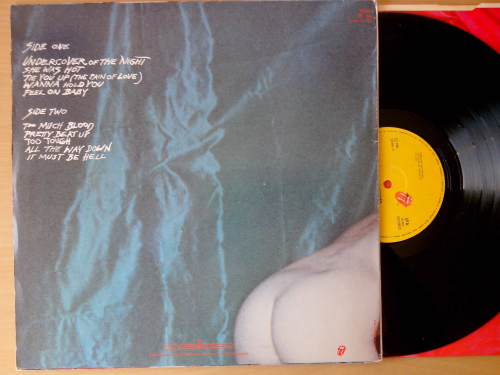 SIDE ONE
UNDERCOVER OF THE NIGHT
SHE WAS HOT
TIE YOU UP (THE PAIN OF LOVE)
WANNA HOLD YOU
FEEL ON BABY
SIDE TWO
TOO MUCH BLOOD
PRETTY BEAT UP
TOO TOUGH
ALL THE WAY DOWN
IT MUST BE HELL